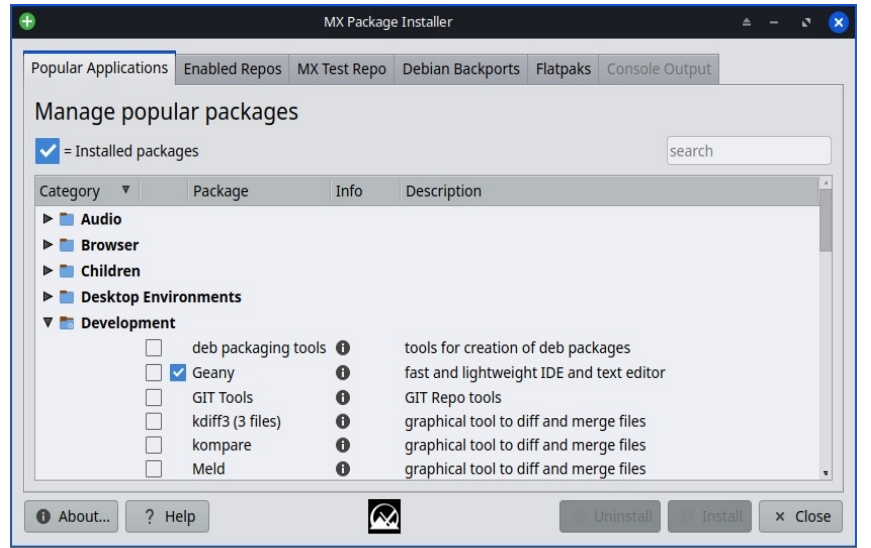 MX Package Installer
Popular Applications Enabled Repos MX Test Repo Debian Backports Flatpaks Console Output
Manage popular packages
= Installed packages search
Category Package Info Description
Audio
Browser
Children
Desktop Environments
Development
deb packaging tools tools for creation of deb packages
Geany fast and lightweight IDE and text editor
GIT Tools GIT Repo tools
kdiff3 (3 files) graphical tool to diff and merge files
kompare graphical tool to diff and merge files
Meld graphical tool to diff and merge files
About... ? Help Uninstall Install × Close